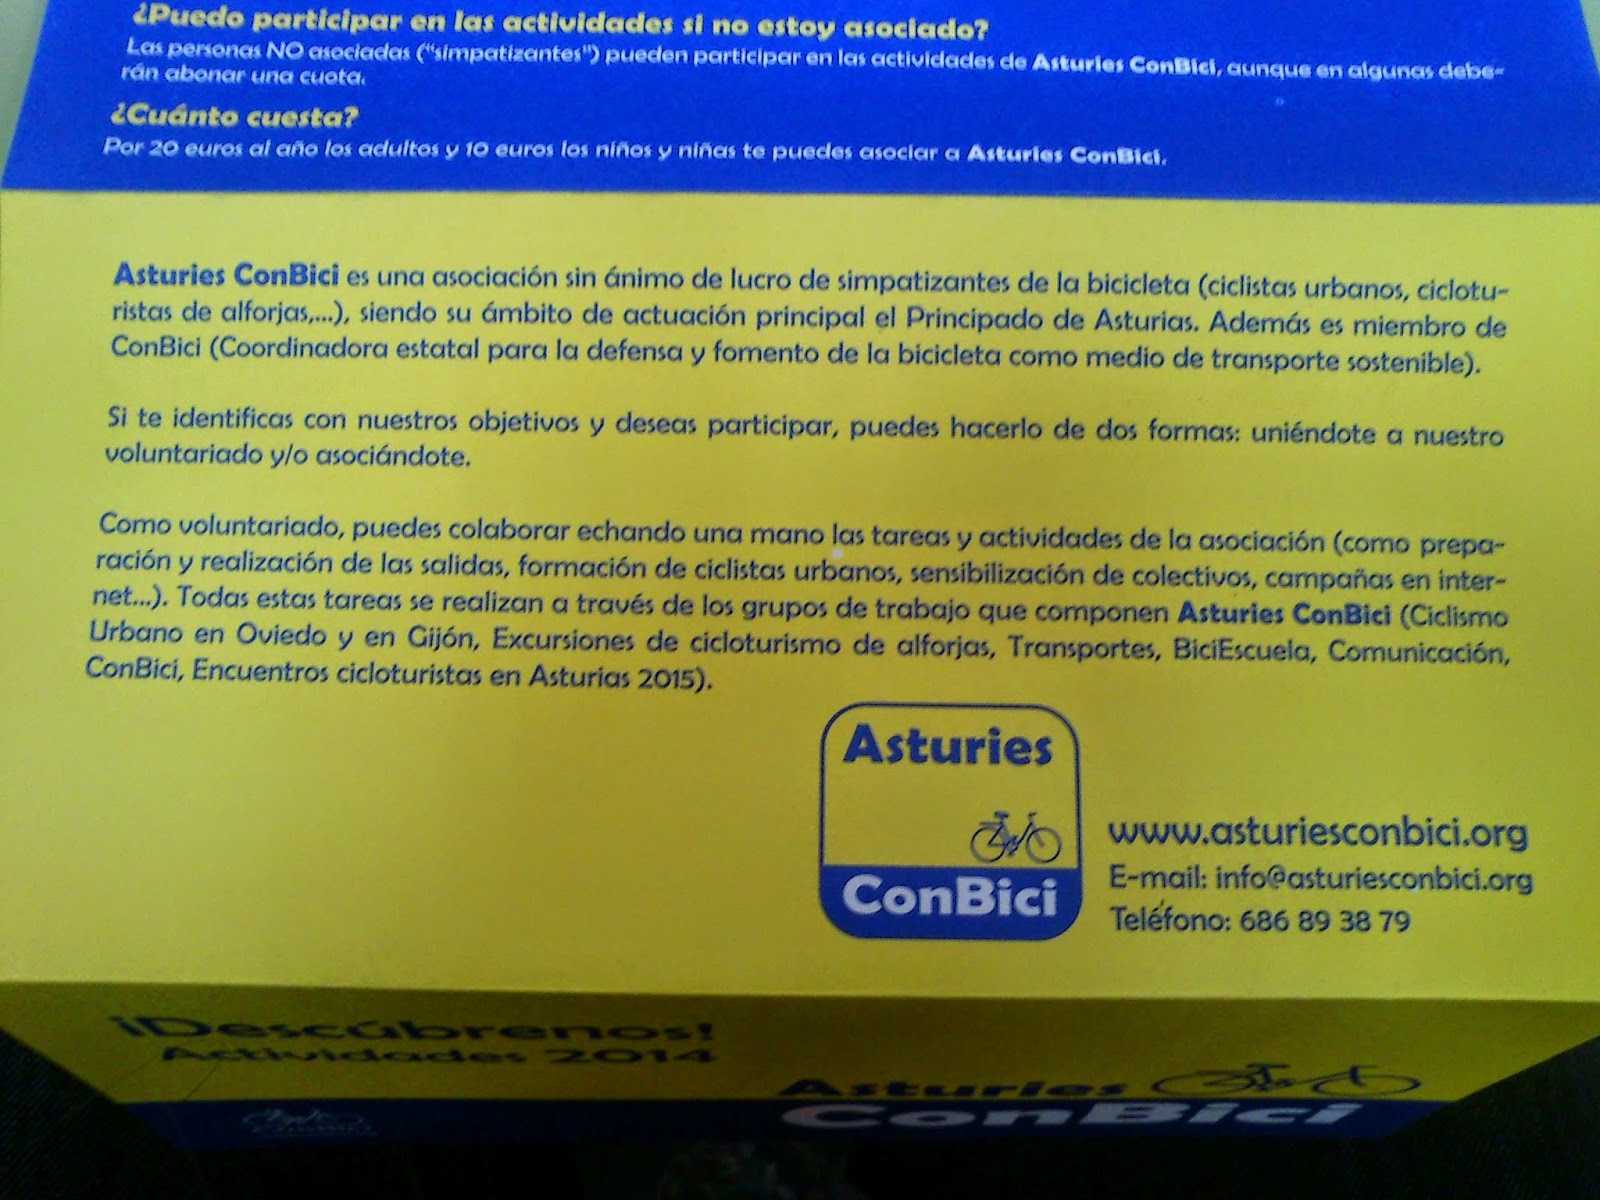 ¿Puedo participar en las actividades si no estoy asociado?
Las personas NO asociadas ("simpatizantes") pueden participar en las actividades de Asturies ConBici, aunque en algunas debe-
rán abonar una cuota.
¿Cuánto cuesta?
Por 20 euros al año los adultos y 10 euros los niños y niñas te puedes asociar a Asturies ConBici.
Asturies ConBici es una asociación sin ánimo de lucro de simpatizantes de la bicicleta (ciclistas urbanos, ciclotu-
ristas de alforjas,...), siendo su ámbito de actuación principal el Principado de Asturias. Además es miembro de
ConBici (Coordinadora estatal para la defensa y fomento de la bicicleta como medio de transporte sostenible).
Si te identificas con nuestros objetivos y deseas participar, puedes hacerlo de dos formas: uniéndote a nuestro
voluntariado y/o asociándote.
Como voluntariado, puedes colaborar echando una mano las tareas y actividades de la asociación (como prepa-
ración y realización de las salidas, formación de ciclistas urbanos, sensibilización de colectivos, campañas en inter-
net...). Todas estas tareas se realizan a través de los grupos de trabajo que componen Asturies ConBici (Ciclismo
Urbano en Oviedo y en Gijón, Excursiones de cicloturismo de alforjas, Transportes, BiciEscuela, Comunicación,
ConBici, Encuentros cicloturistas en Asturias 2015).
Asturies
ConBici
www.asturiesconbici.org
E-mail: info@asturiesconbici.org
Teléfono: 686 89 38 79
¡Descúbrenos!
Actividades 2014
Asturies
ConBici